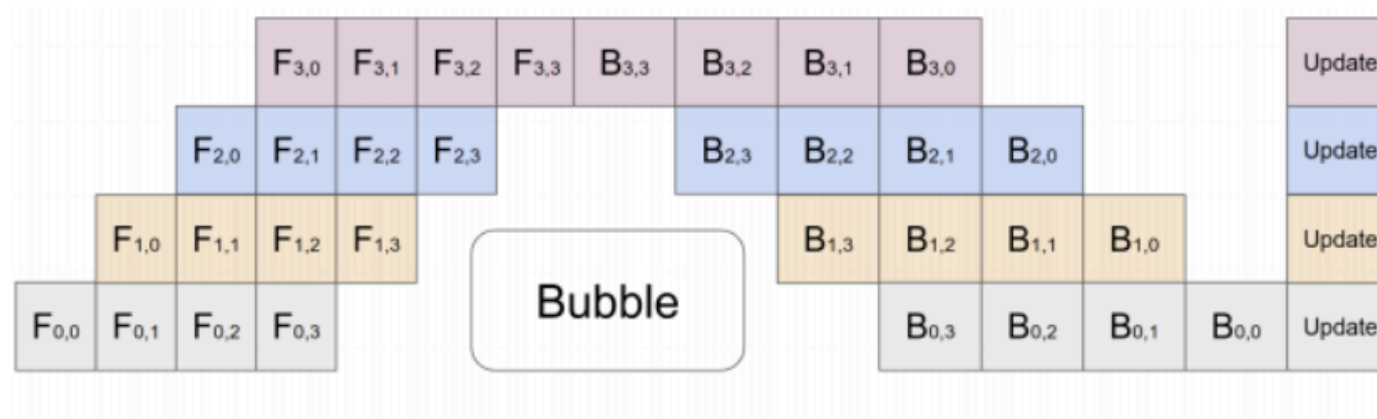 F3,0 F3,1 F3,2 F3,3 B3,3 B3,2 B3,1 B3,0 Update
F2,0 F2,1 F2,2 F2,3 B2,3 B2,2 B2,1 B2,0 Update
F1,0 F1,1 F1,2 F1,3 B1,3 B1,2 B1,1 B1,0 Update
Bubble
F0,0 F0,1 F0,2 F0,3 B0,3 B0,2 B0,1 B0,0 Update